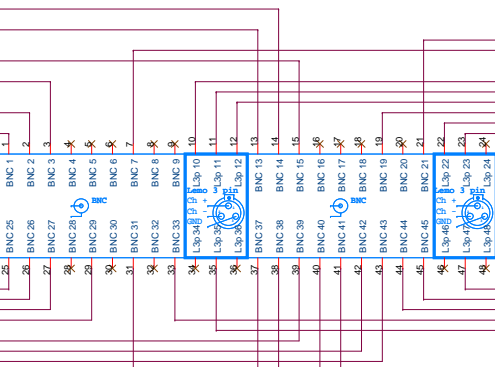 1 2 3 4 5 6 7 8 9 10 11 12 13 14 15 16 17 18 19 20 21 22 23 24
BNC 1 BNC 2 BNC 3 BNC 4 BNC 5 BNC 6 BNC 7 BNC 8 BNC 9 L3p 10 L3p 11 L3p 12 BNC 13 BNC 14 BNC 15 BNC 16 BNC 17 BNC 18 BNC 19 BNC 20 BNC 21 L3p 22 L3p 23 L3p 24
Lemo 3 pin Lemo 3 pin
BNC BNC
Ch + Ch +
Ch - Ch -
GND GND
BNC 25 BNC 26 BNC 27 BNC 28 BNC 29 BNC 30 BNC 31 BNC 32 BNC 33 L3p 34 L3p 35 L3p 36 BNC 37 BNC 38 BNC 39 BNC 40 BNC 41 BNC 42 BNC 43 BNC 44 BNC 45 L3p 46 L3p 47 L3p 48
25 26 27 28 29 30 31 32 33 34 35 36 37 38 39 40 41 42 43 44 45 46 47 48